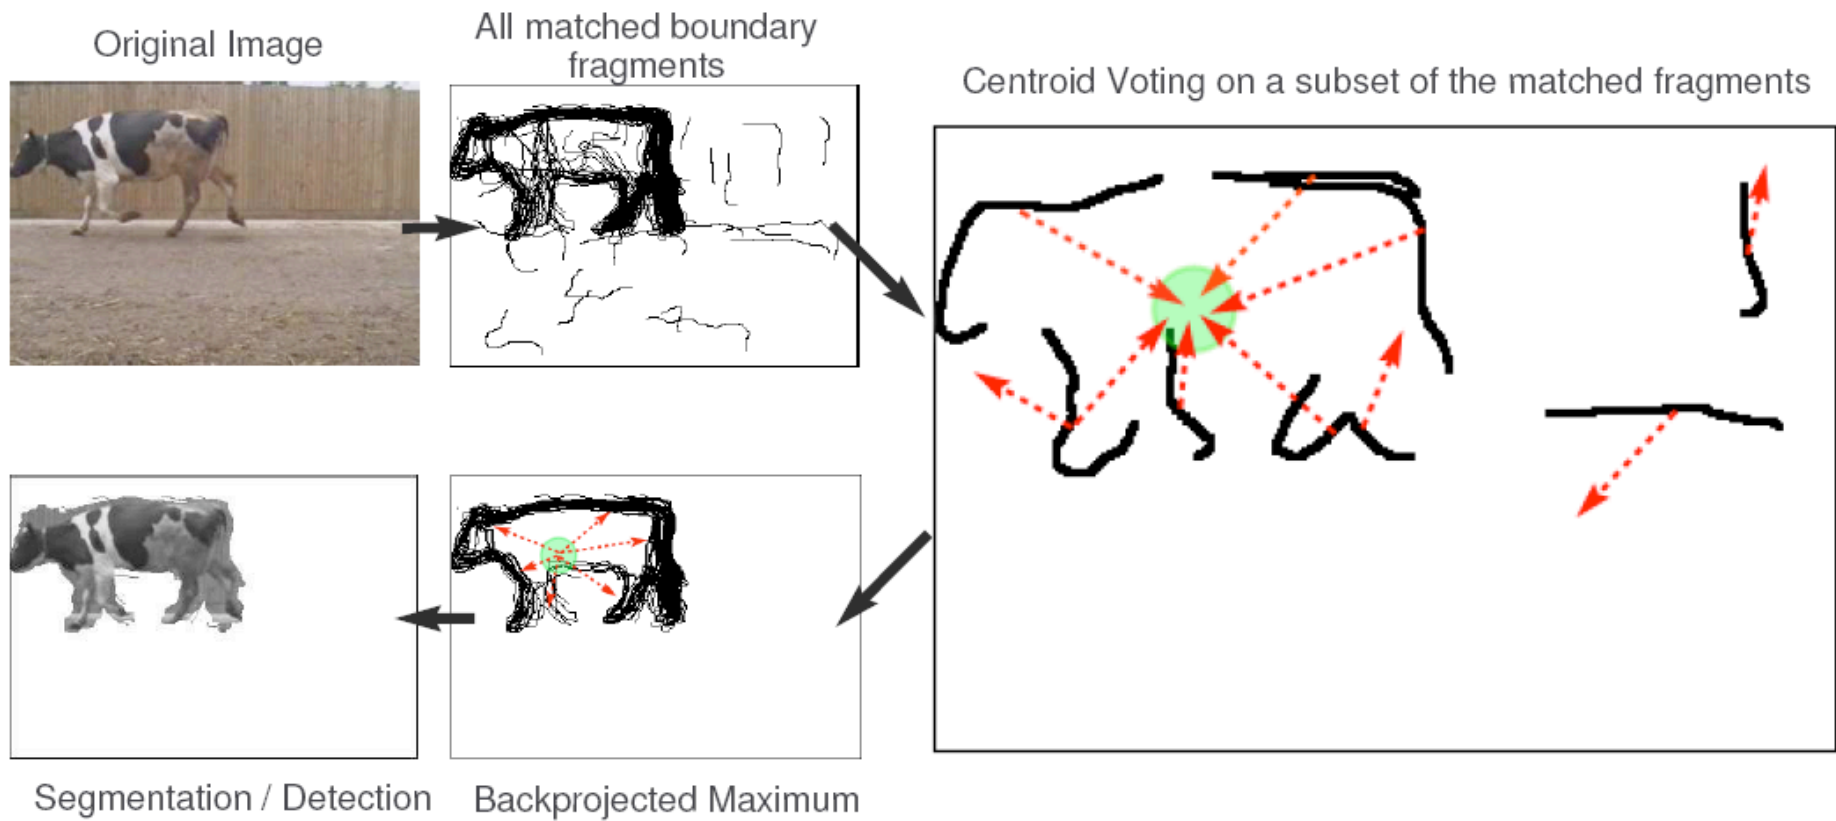 Original Image
All matched boundary
fragments
Centroid Voting on a subset of the matched fragments
Segmentation / Detection
Backprojected Maximum